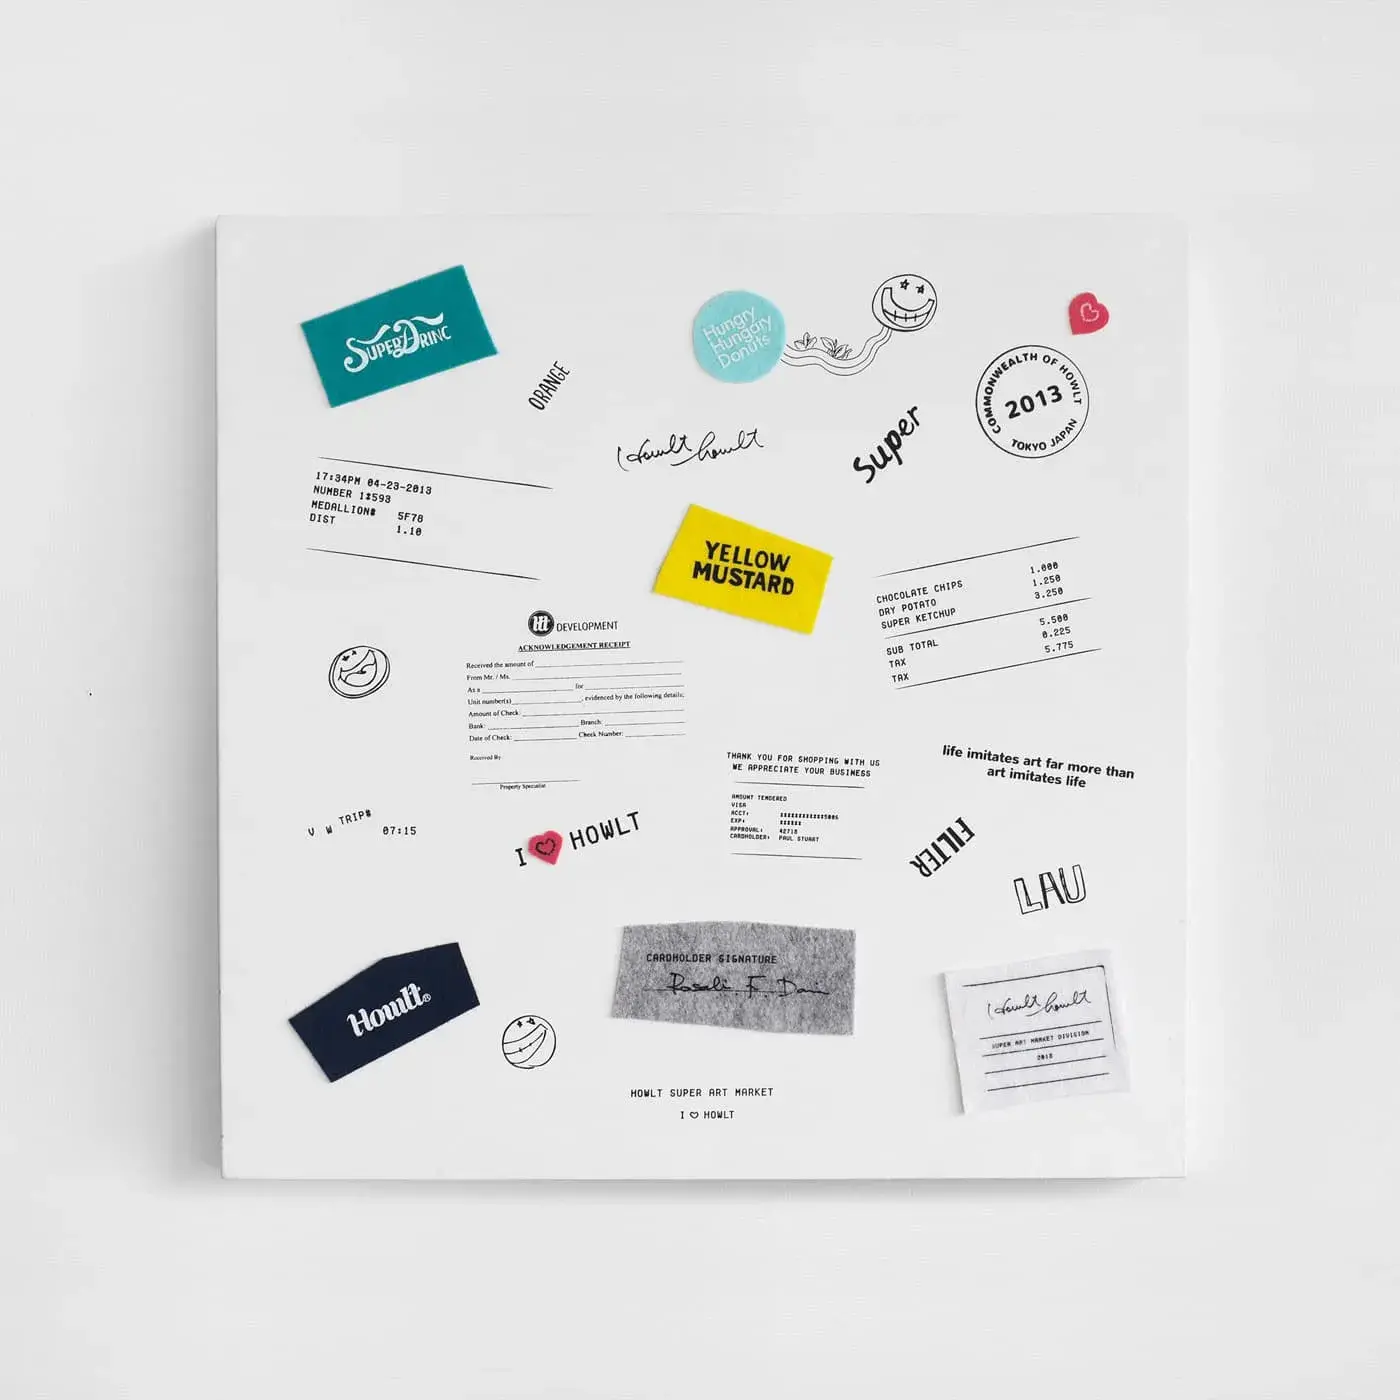 SUPER DRINC
Hungry
Hungary
Donuts
COMMONWEALTH OF HOWLT
2013
TOKYO JAPAN
ORANGE
Howlt howlt
Super
17:34PM 04-23-2013
NUMBER 1#593
MEDALLION# 5F78
DIST 1.10
YELLOW
MUSTARD
CHOCOLATE CHIPS 1.000
DRY POTATO 1.250
SUPER KETCHUP 3.250
SUB TOTAL 5.500
TAX 0.225
TAX 5.775
DEVELOPMENT
ACKNOWLEDGEMENT RECEIPT
Received the amount of
From Mr. / Ms.
As a for
Unit number(s) , evidenced by the following details;
Amount of Check:
Bank: Branch:
Date of Check: Check Number:
Received By
Property Specialist
THANK YOU FOR SHOPPING WITH US
WE APPRECIATE YOUR BUSINESS
AMOUNT TENDERED
VISA
ACCT: ************5006
EXP: ******
APPROVAL: 42718
CARDHOLDER: PAUL STUART
life imitates art far more than
art imitates life
V W TRIP# 07:15
I HOWLT
FILTER
LAU
Howlt®
CARDHOLDER SIGNATURE
Howlt howlt
SUPER ART MARKET DIVISION
2018
HOWLT SUPER ART MARKET
I ♡ HOWLT